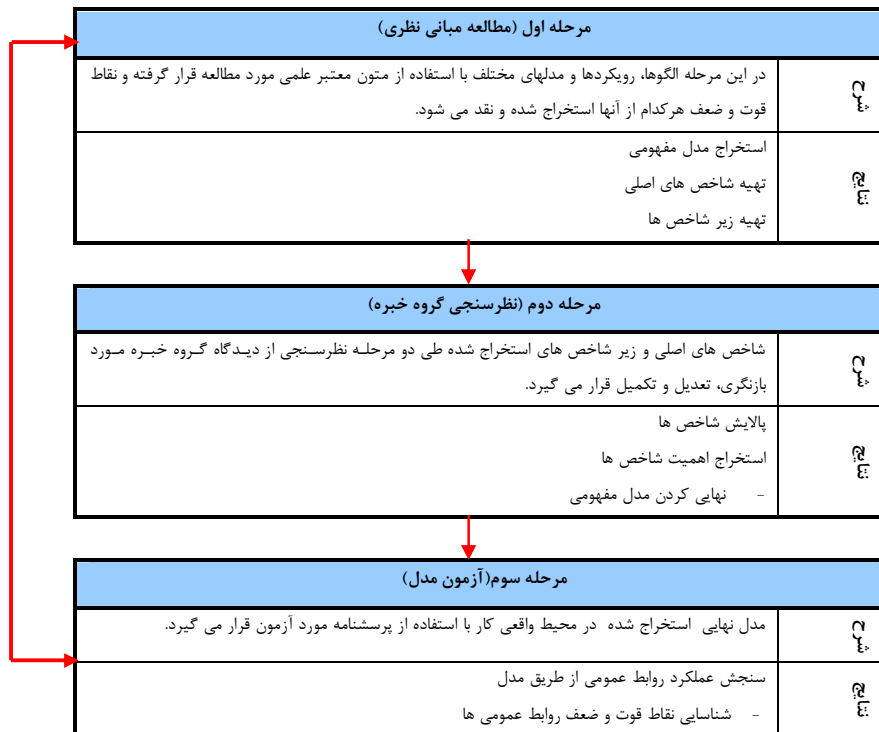 مرحله اول (مطالعه مبانی نظری)
شرح
در این مرحله الگوها، رویکردها و مدلهای مختلف با استفاده از متون معتبر علمی مورد مطالعه قرار گرفته و نقاط
قوت و ضعف هرکدام از آنها استخراج شده و نقد می شود.
نتایج
استخراج مدل مفهومی
تهیه شاخص های اصلی
تهیه زیر شاخص ها
مرحله دوم (نظرسنجی گروه خبره)
شرح
شاخص های اصلی و زیر شاخص های استخراج شده طی دو مرحلـه نظرسـنجی از دیـدگاه گـروه خبـره مـورد
بازنگری، تعدیل و تکمیل قرار می گیرد.
نتایج
پالایش شاخص ها
استخراج اهمیت شاخص ها
- نهایی کردن مدل مفهومی
مرحله سوم(آزمون مدل)
شرح
مدل نهایی استخراج شده در محیط واقعی کار با استفاده از پرسشنامه مورد آزمون قرار می گیرد.
نتایج
سنجش عملکرد روابط عمومی از طریق مدل
- شناسایی نقاط قوت و ضعف روابط عمومی ها